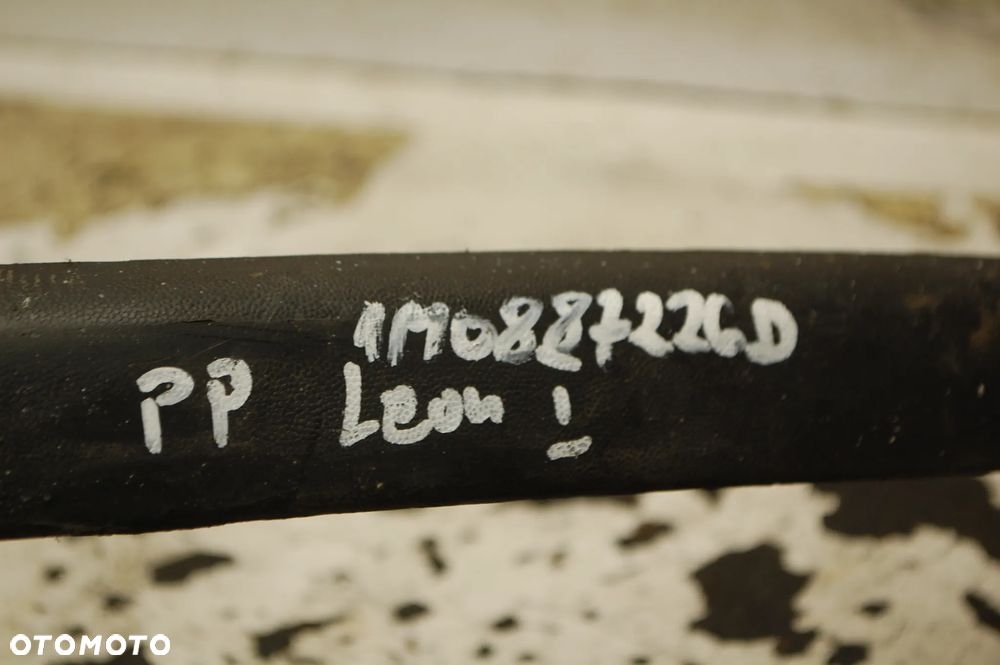 1M0887226D
PP Leon I
OTOMOTO